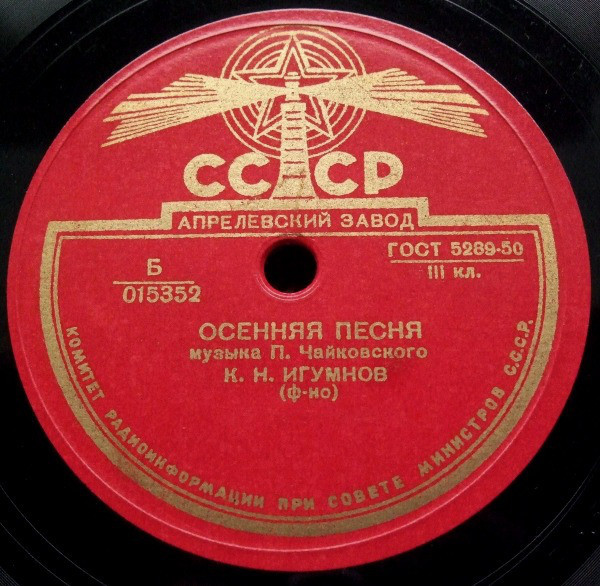 СССР
АПРЕЛЕВСКИЙ ЗАВОД
Б
015352
ГОСТ 5289-50
III кл.
ОСЕННЯЯ ПЕСНЯ
музыка П. Чайковского
К. Н. ИГУМНОВ
(ф-но)
КОМИТЕТ РАДИОИНФОРМАЦИИ ПРИ СОВЕТЕ МИНИСТРОВ С.С.С.Р.